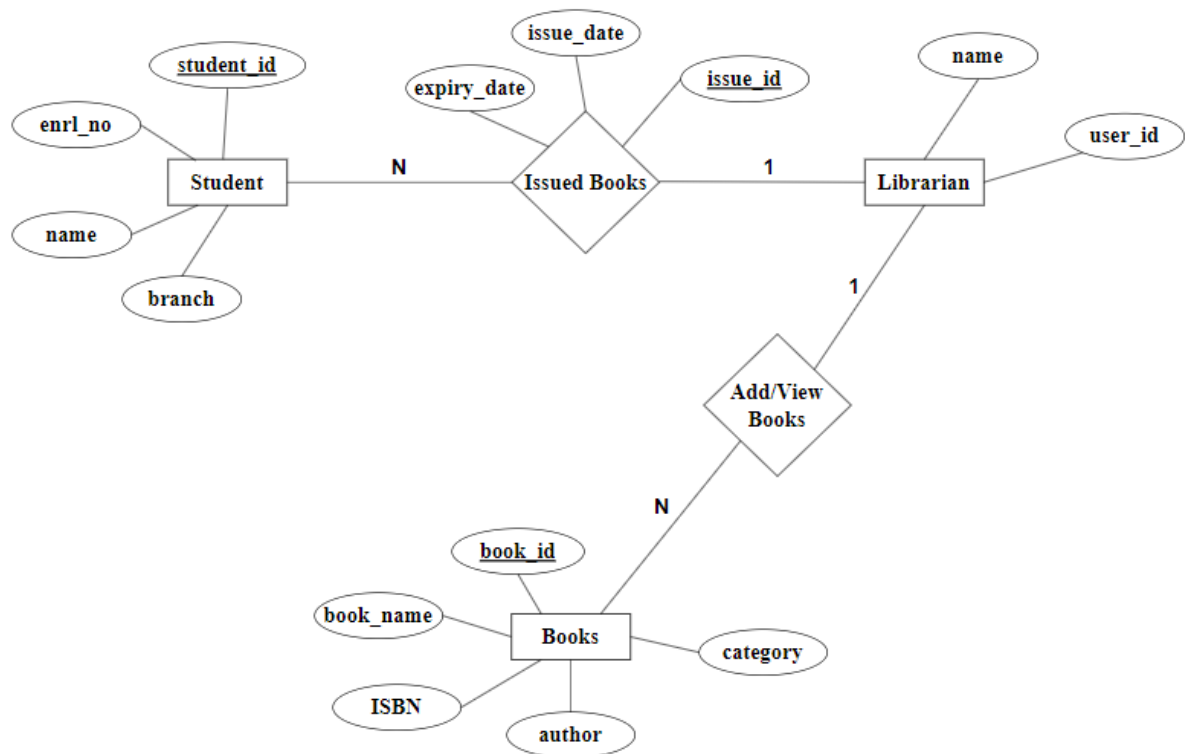 issue_date
name
student_id
expiry_date
issue_id
enrl_no
user_id
Student
N
Issued Books
1
Librarian
name
branch
1
Add/View
Books
N
book_id
book_name
Books
category
ISBN
author